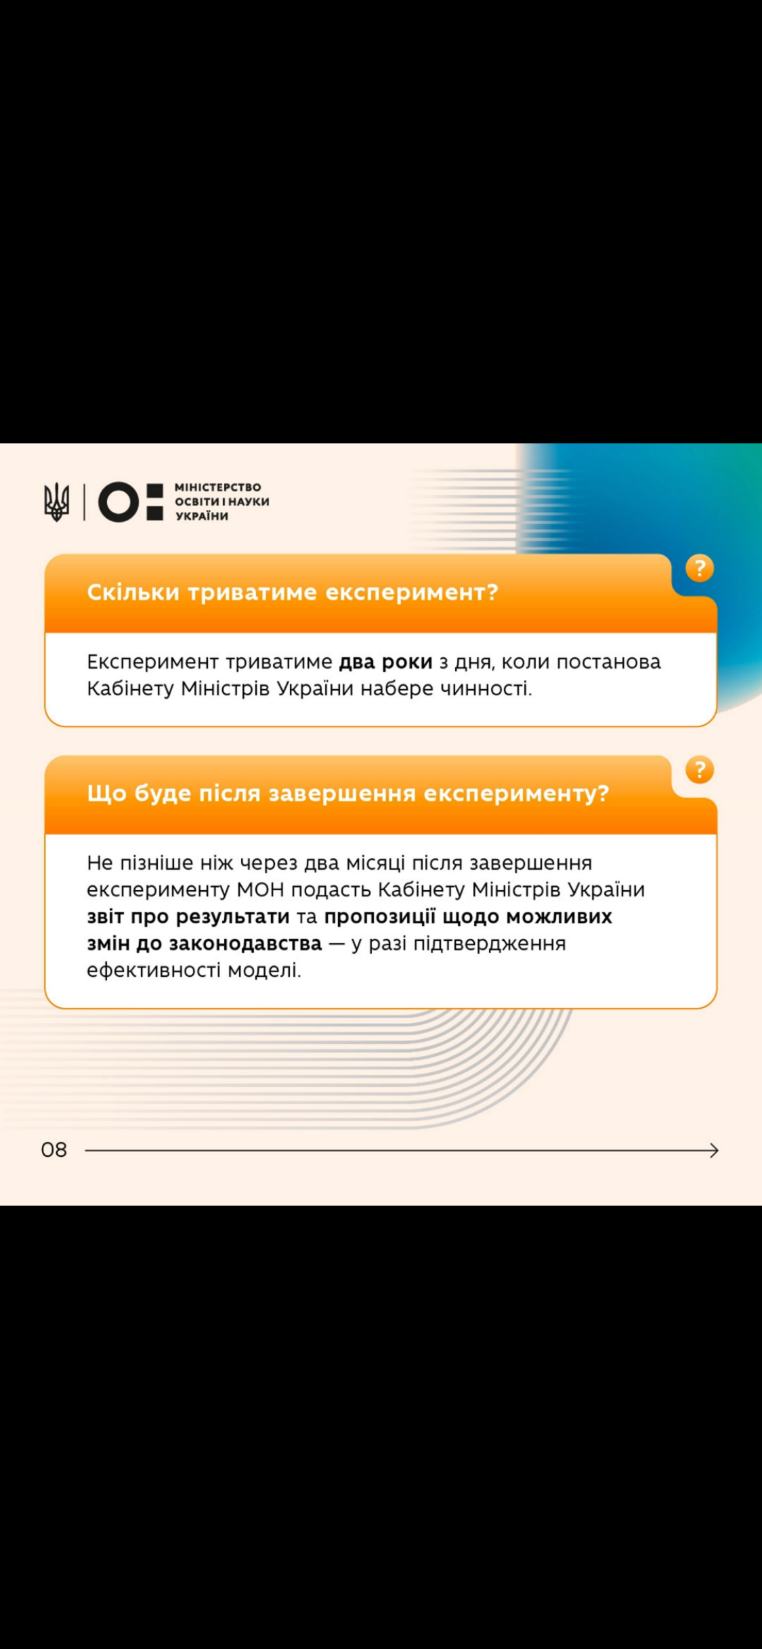 МІНІСТЕРСТВО
ОСВІТИ І НАУКИ
УКРАЇНИ
?
Скільки триватиме експеримент?
Експеримент триватиме два роки з дня, коли постанова
Кабінету Міністрів України набере чинності.
?
Що буде після завершення експерименту?
Не пізніше ніж через два місяці після завершення
експерименту МОН подасть Кабінету Міністрів України
звіт про результати та пропозиції щодо можливих
змін до законодавства — у разі підтвердження
ефективності моделі.
08